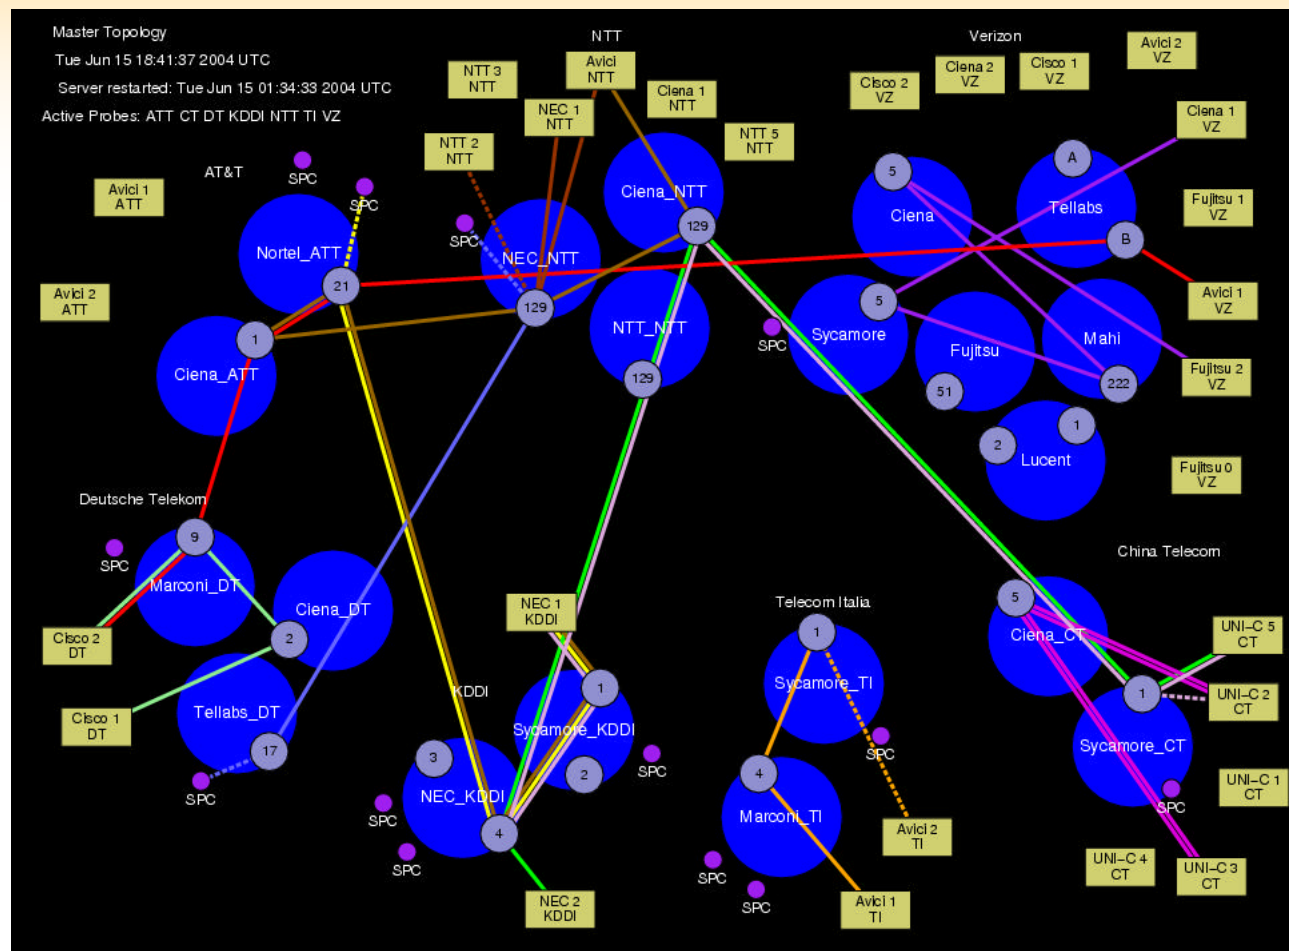 Master Topology
Tue Jun 15 18:41:37 2004 UTC
Server restarted: Tue Jun 15 01:34:33 2004 UTC
Active Probes: ATT CT DT KDDI NTT TI VZ
NTT
NTT 3
NTT
Avici
NTT
Ciena 1
NTT
NEC 1
NTT
NTT 2
NTT
NTT 5
NTT
Ciena_NTT
129
NEC_NTT
129
NTT_NTT
129
SPC
Verizon
Cisco 2
VZ
Ciena 2
VZ
Cisco 1
VZ
Avici 2
VZ
Ciena 1
VZ
Fujitsu 1
VZ
Avici 1
VZ
Fujitsu 2
VZ
Fujitsu 0
VZ
5
Ciena
A
Tellabs
B
5
Sycamore
SPC
Fujitsu
51
Mahi
222
1
2
Lucent
AT&T
SPC
SPC
Avici 1
ATT
Avici 2
ATT
Nortel_ATT
21
1
Ciena_ATT
Deutsche Telekom
SPC
9
Marconi_DT
Ciena_DT
2
Cisco 2
DT
Cisco 1
DT
Tellabs_DT
17
SPC
KDDI
NEC 1
KDDI
1
Sycamore_KDDI
2
SPC
3
NEC_KDDI
4
SPC
SPC
NEC 2
KDDI
Telecom Italia
1
Sycamore_TI
SPC
4
Marconi_TI
Avici 2
TI
SPC
SPC
Avici 1
TI
China Telecom
5
Ciena_CT
UNI-C 5
CT
1
UNI-C 2
CT
Sycamore_CT
SPC
UNI-C 1
CT
UNI-C 4
CT
UNI-C 3
CT